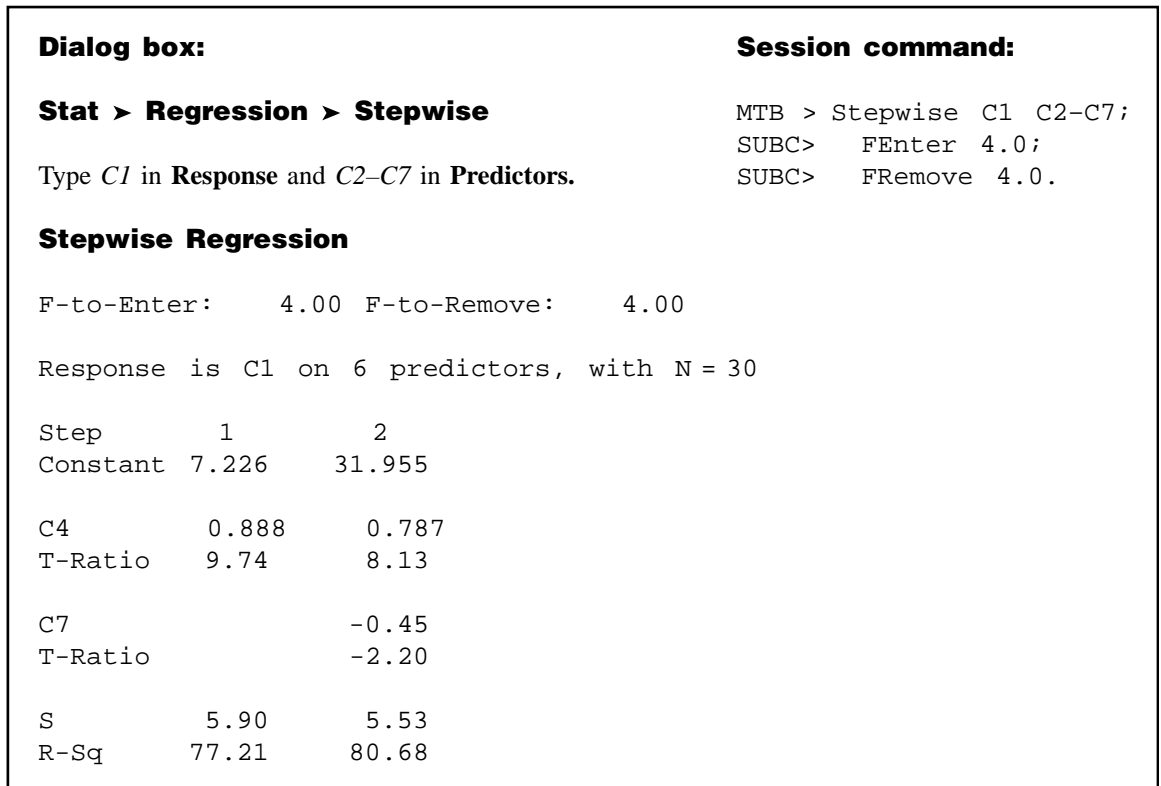 Dialog box:
Session command:
Stat ➤ Regression ➤ Stepwise
Type C1 in Response and C2–C7 in Predictors.
MTB > Stepwise C1 C2–C7;
SUBC> FEnter 4.0;
SUBC> FRemove 4.0.
Stepwise Regression
F-to-Enter: 4.00 F-to-Remove: 4.00
Response is C1 on 6 predictors, with N = 30
Step 1 2
Constant 7.226 31.955
C4 0.888 0.787
T-Ratio 9.74 8.13
C7 -0.45
T-Ratio -2.20
S 5.90 5.53
R-Sq 77.21 80.68